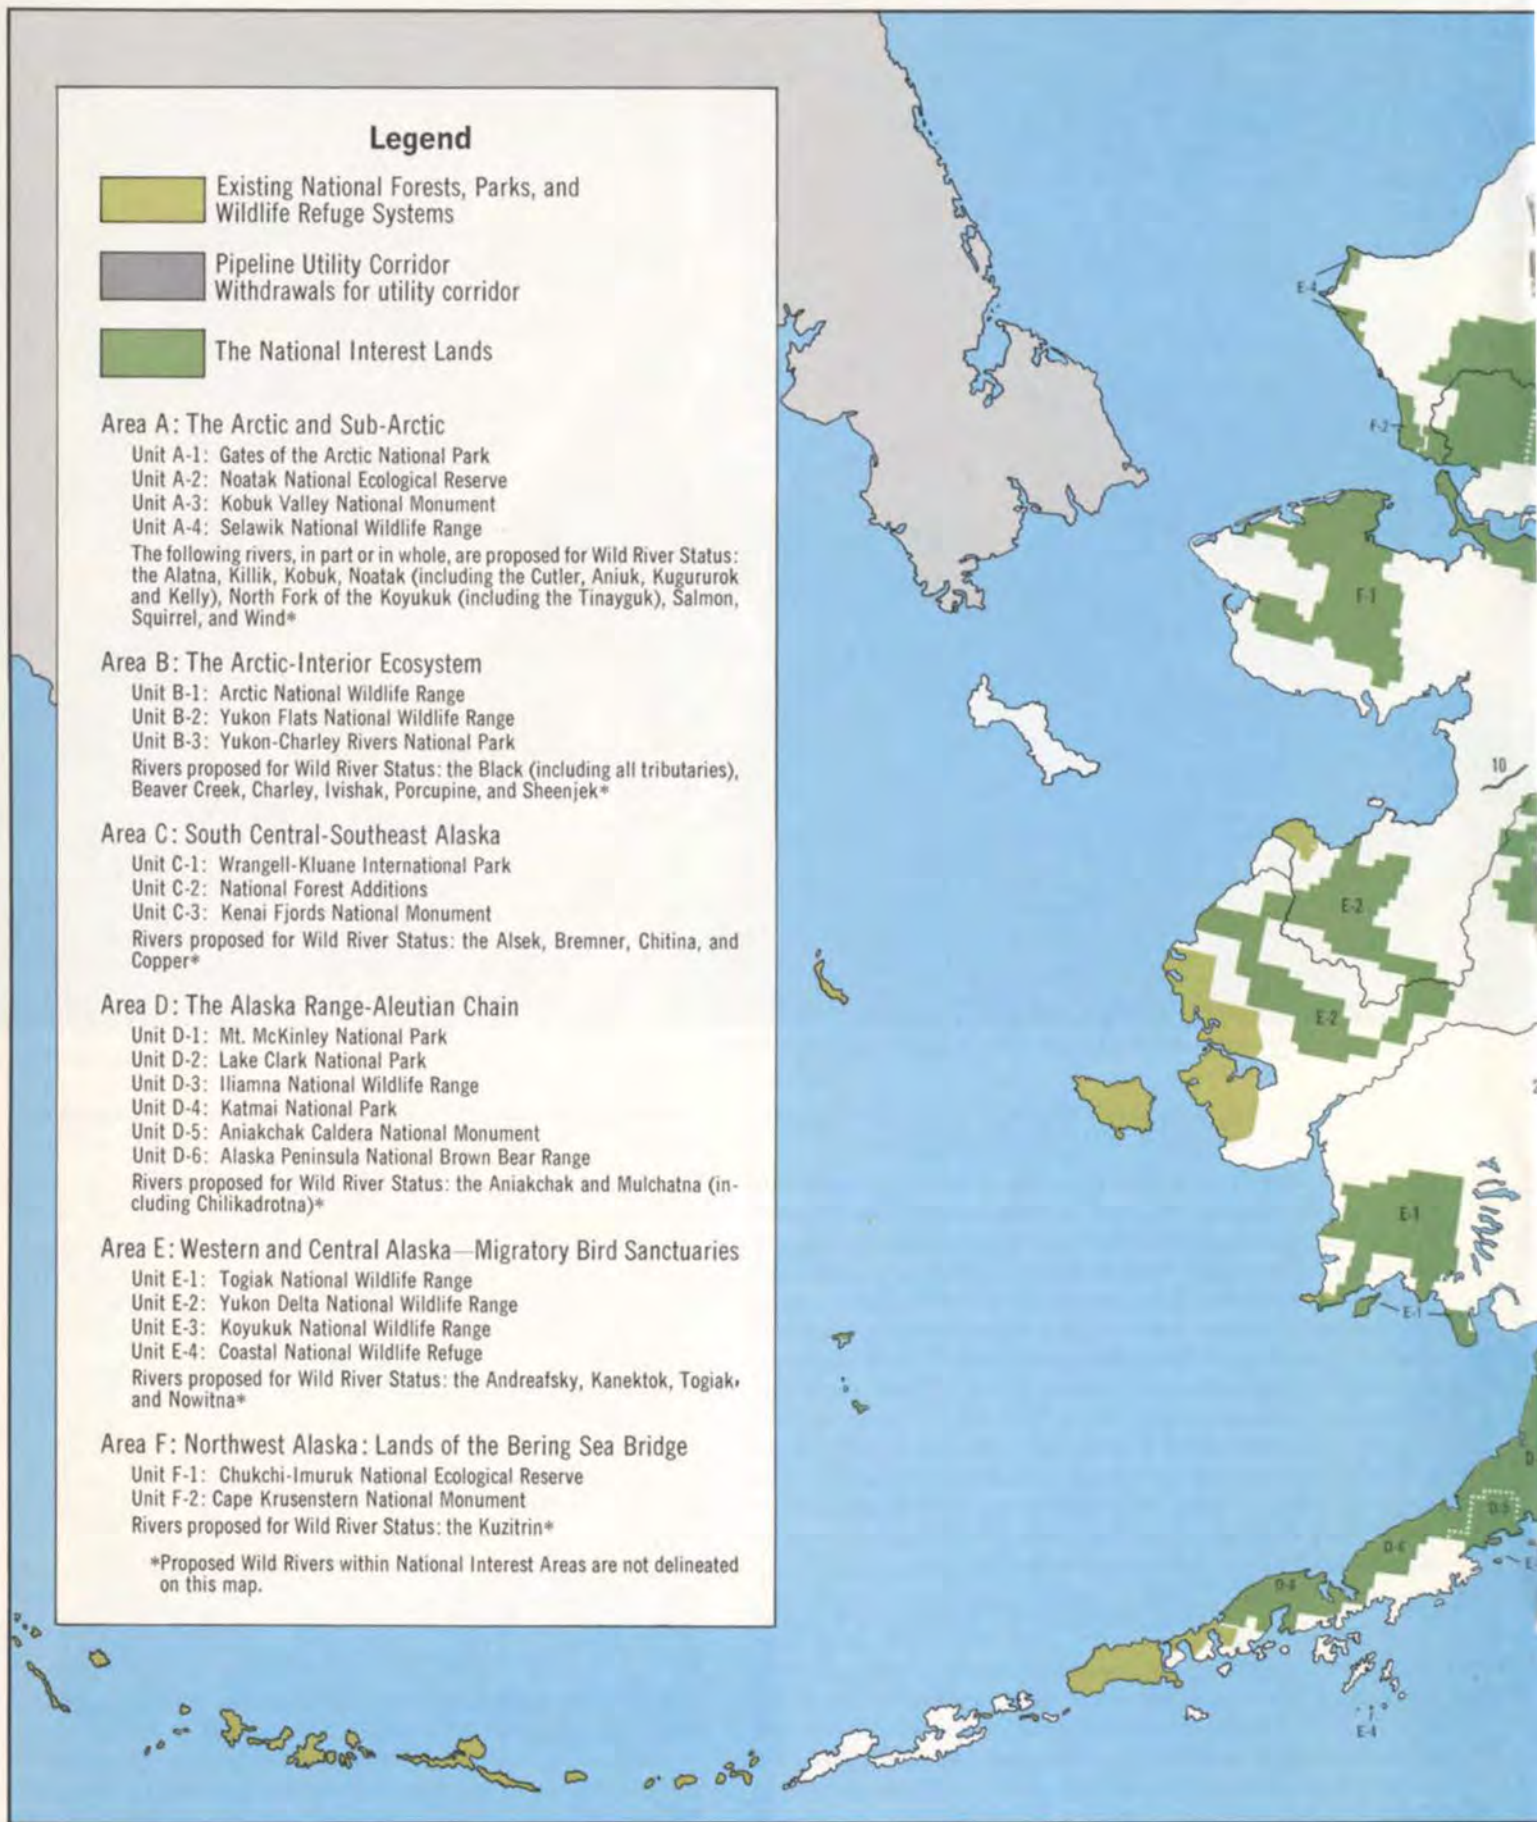 Legend
Existing National Forests, Parks, and
Wildlife Refuge Systems
Pipeline Utility Corridor
Withdrawals for utility corridor
The National Interest Lands
Area A: The Arctic and Sub-Arctic
Unit A-1: Gates of the Arctic National Park
Unit A-2: Noatak National Ecological Reserve
Unit A-3: Kobuk Valley National Monument
Unit A-4: Selawik National Wildlife Range
The following rivers, in part or in whole, are proposed for Wild River Status:
the Alatna, Killik, Kobuk, Noatak (including the Cutler, Aniuk, Kugururok
and Kelly), North Fork of the Koyukuk (including the Tinayguk), Salmon,
Squirrel, and Wind*
Area B: The Arctic-Interior Ecosystem
Unit B-1: Arctic National Wildlife Range
Unit B-2: Yukon Flats National Wildlife Range
Unit B-3: Yukon-Charley Rivers National Park
Rivers proposed for Wild River Status: the Black (including all tributaries),
Beaver Creek, Charley, Ivishak, Porcupine, and Sheenjek*
Area C: South Central-Southeast Alaska
Unit C-1: Wrangell-Kluane International Park
Unit C-2: National Forest Additions
Unit C-3: Kenai Fjords National Monument
Rivers proposed for Wild River Status: the Alsek, Bremner, Chitina, and
Copper*
Area D: The Alaska Range-Aleutian Chain
Unit D-1: Mt. McKinley National Park
Unit D-2: Lake Clark National Park
Unit D-3: Iliamna National Wildlife Range
Unit D-4: Katmai National Park
Unit D-5: Aniakchak Caldera National Monument
Unit D-6: Alaska Peninsula National Brown Bear Range
Rivers proposed for Wild River Status: the Aniakchak and Mulchatna (in-
cluding Chilikadrotna)*
Area E: Western and Central Alaska—Migratory Bird Sanctuaries
Unit E-1: Togiak National Wildlife Range
Unit E-2: Yukon Delta National Wildlife Range
Unit E-3: Koyukuk National Wildlife Range
Unit E-4: Coastal National Wildlife Refuge
Rivers proposed for Wild River Status: the Andreafsky, Kanektok, Togiak,
and Nowitna*
Area F: Northwest Alaska: Lands of the Bering Sea Bridge
Unit F-1: Chukchi-Imuruk National Ecological Reserve
Unit F-2: Cape Krusenstern National Monument
Rivers proposed for Wild River Status: the Kuzitrin*
*Proposed Wild Rivers within National Interest Areas are not delineated
on this map.
E-4
F-2
F-1
10
E-2
E-2
E-1
E-1
D-5
D-6
D-6
E-4